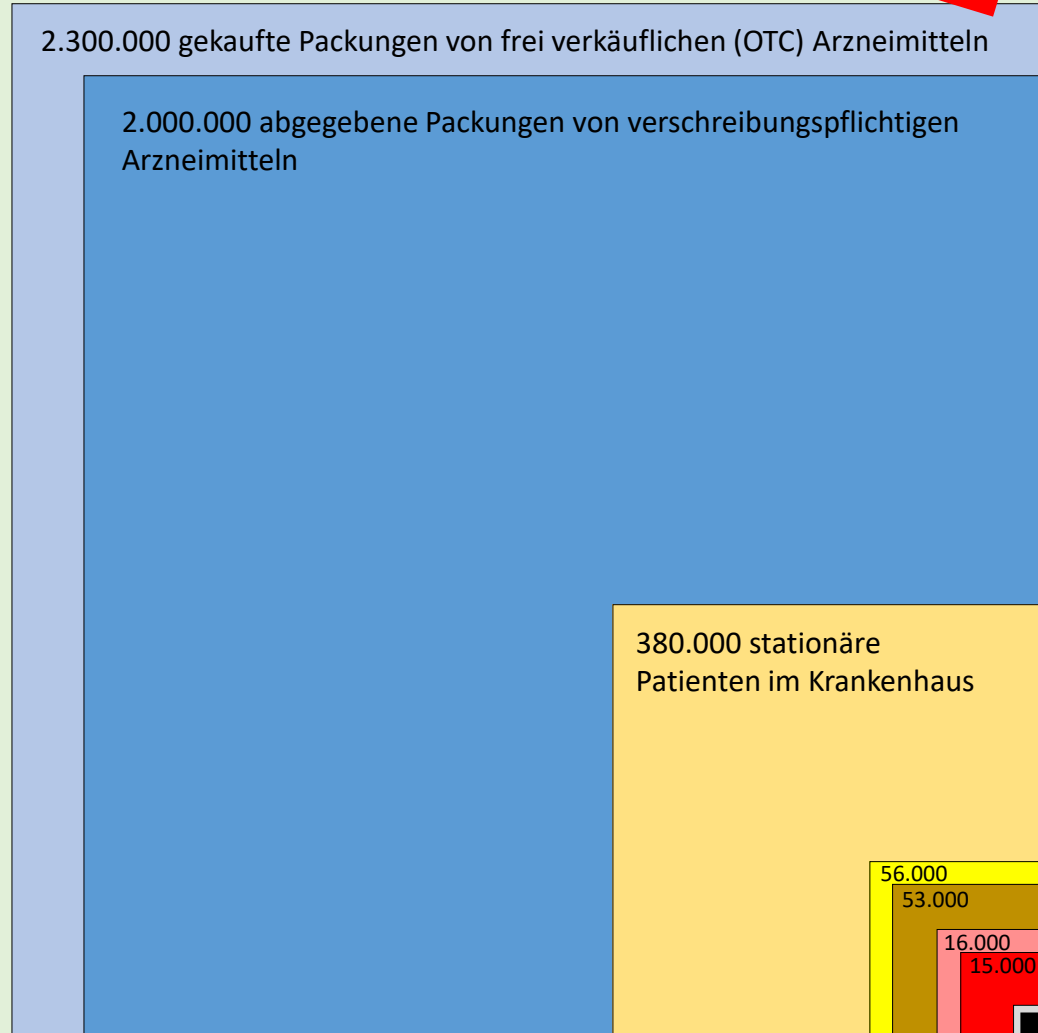 2.300.000 gekaufte Packungen von frei verkäuflichen (OTC) Arzneimitteln
2.000.000 abgegebene Packungen von verschreibungspflichtigen
Arzneimitteln
380.000 stationäre
Patienten im Krankenhaus
56.000
53.000
16.000
15.000